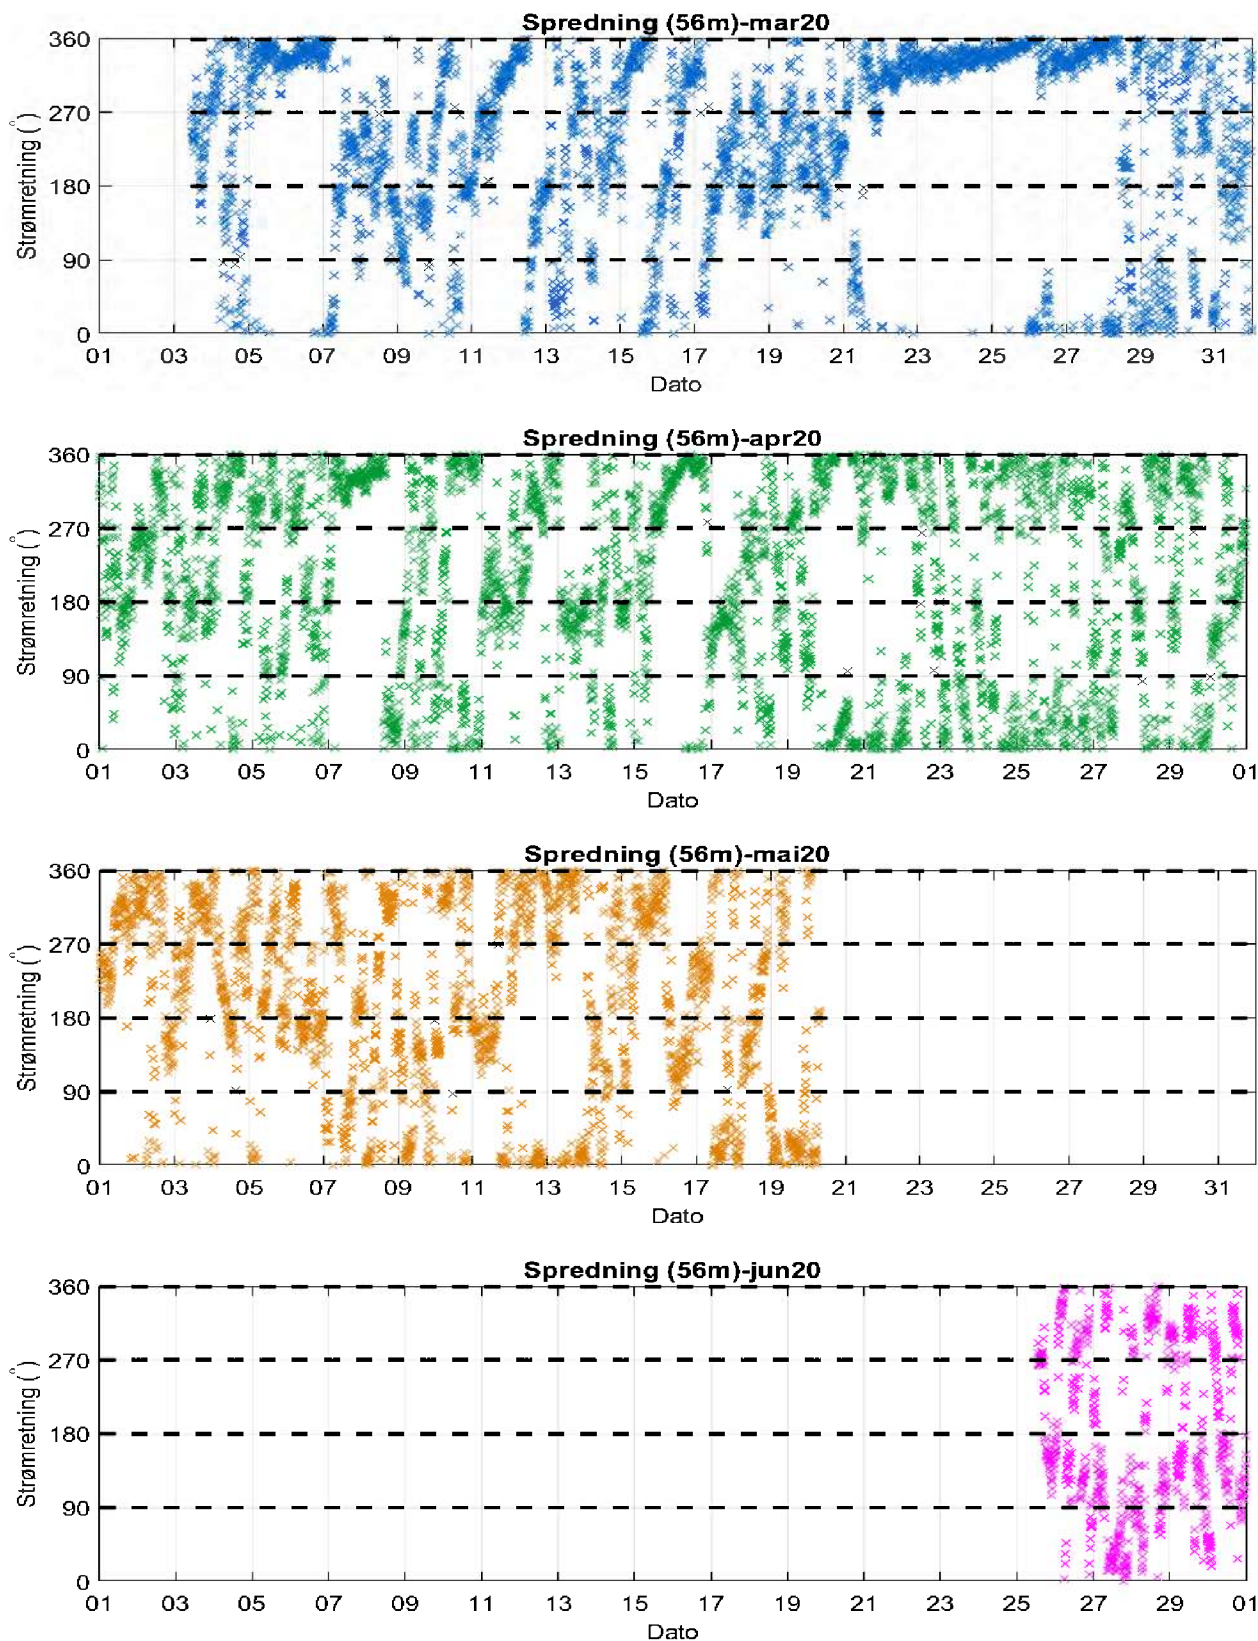 Spredning (56m)-mar20
360
270
180
90
0
Strømretning (°)
01 03 05 07 09 11 13 15 17 19 21 23 25 27 29 31
Dato
Spredning (56m)-apr20
360
270
180
90
0
Strømretning (°)
01 03 05 07 09 11 13 15 17 19 21 23 25 27 29 01
Dato
Spredning (56m)-mai20
360
270
180
90
0
Strømretning (°)
01 03 05 07 09 11 13 15 17 19 21 23 25 27 29 31
Dato
Spredning (56m)-jun20
360
270
180
90
0
Strømretning (°)
01 03 05 07 09 11 13 15 17 19 21 23 25 27 29 01
Dato